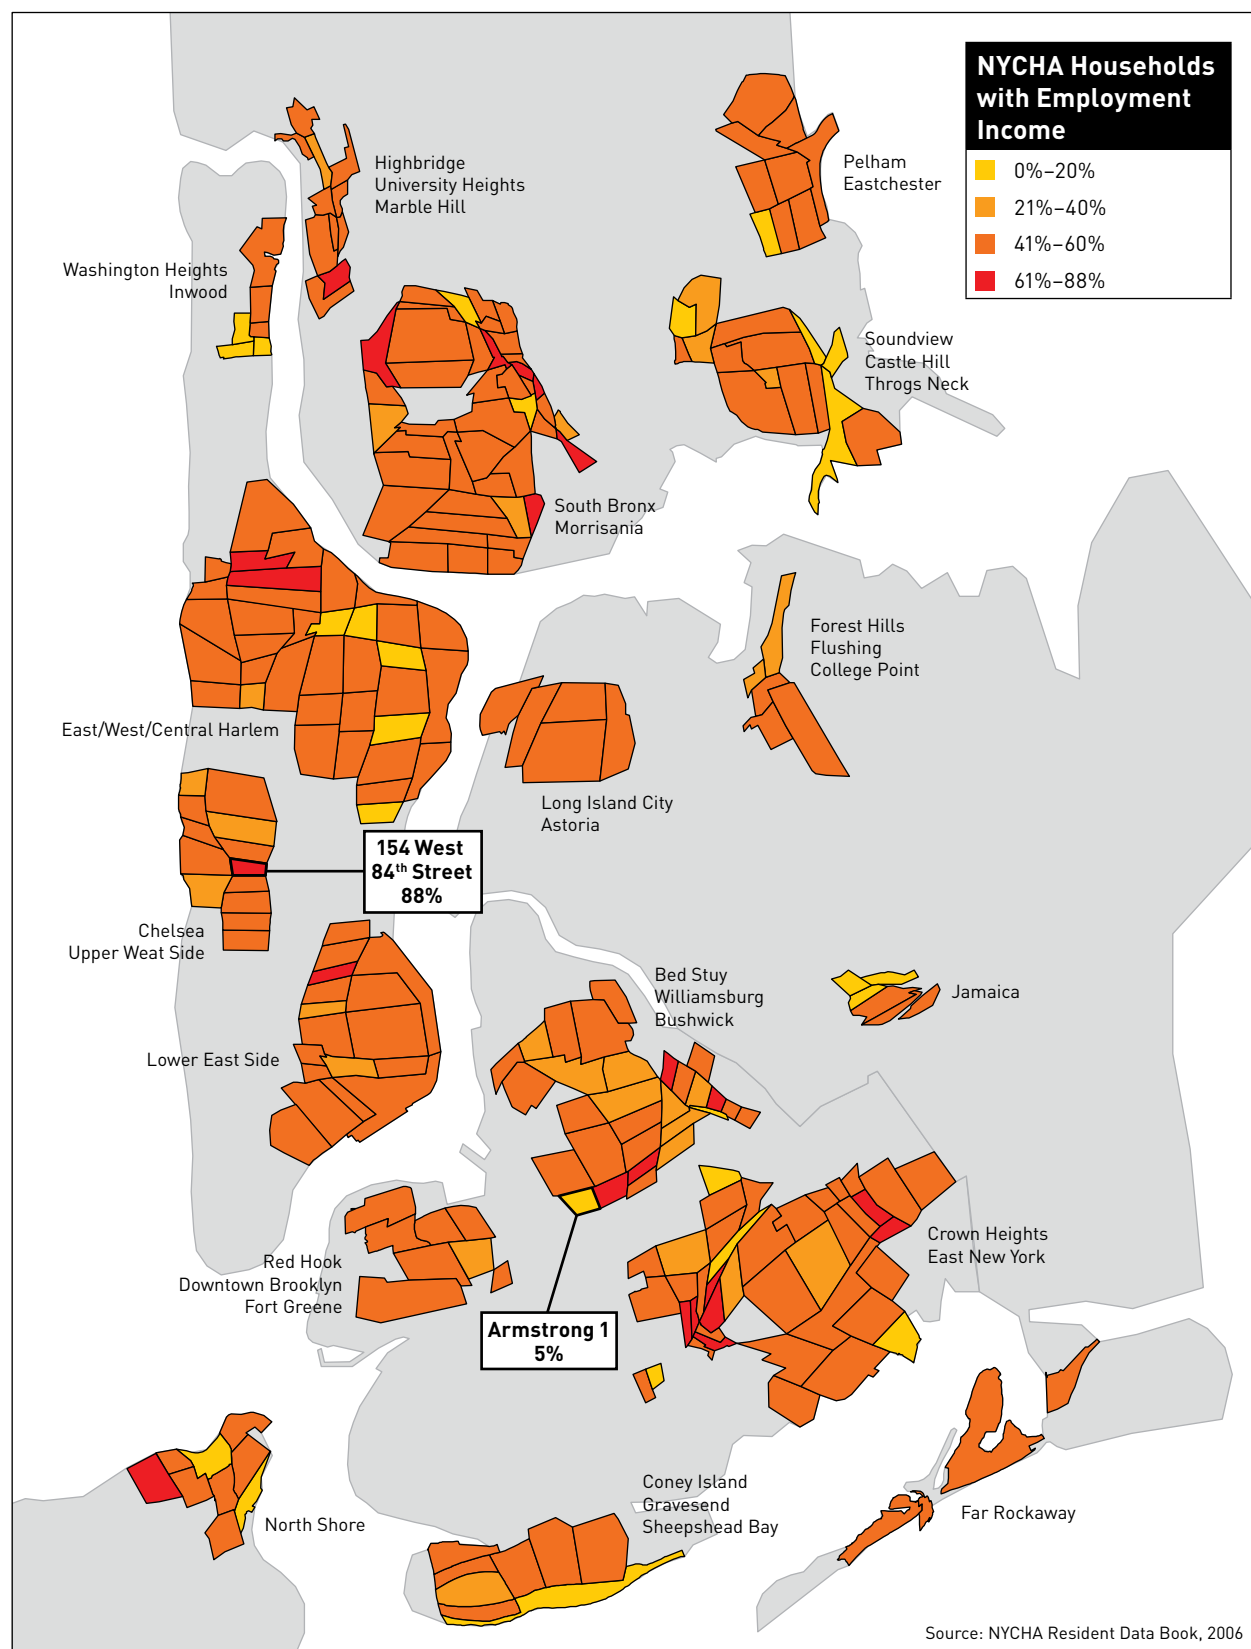 NYCHA Households
with Employment
Income
0%–20%
21%–40%
41%–60%
61%–88%
Highbridge
University Heights
Marble Hill
Pelham
Eastchester
Washington Heights
Inwood
Soundview
Castle Hill
Throgs Neck
South Bronx
Morrisania
Forest Hills
Flushing
College Point
East/West/Central Harlem
Long Island City
Astoria
154 West
84th Street
88%
Chelsea
Upper Weat Side
Bed Stuy
Williamsburg
Bushwick
Jamaica
Lower East Side
Crown Heights
East New York
Red Hook
Downtown Brooklyn
Fort Greene
Armstrong 1
5%
Coney Island
Gravesend
Sheepshead Bay
North Shore
Far Rockaway
Source: NYCHA Resident Data Book, 2006